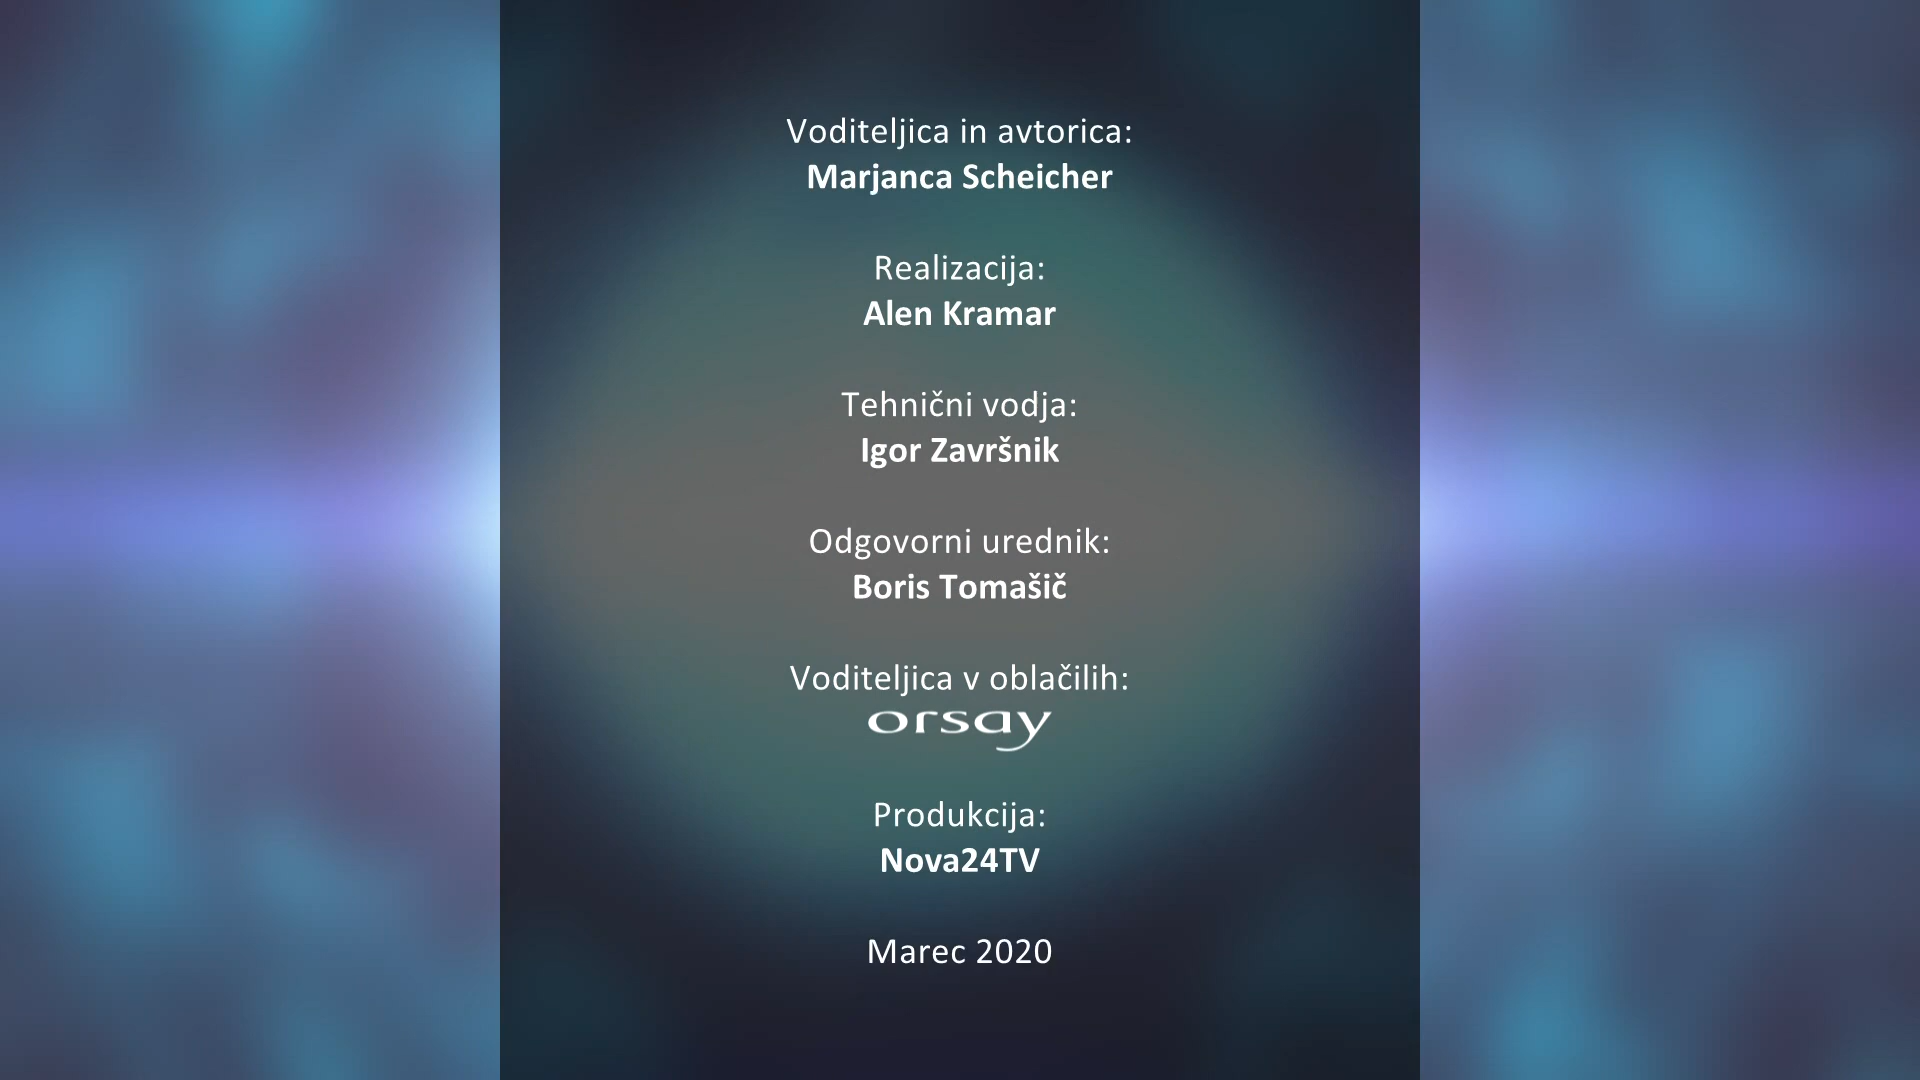 Voditeljica in avtorica:
Marjanca Scheicher
Realizacija:
Alen Kramar
Tehnični vodja:
Igor Završnik
Odgovorni urednik:
Boris Tomašič
Voditeljica v oblačilih:
orsay
Produkcija:
Nova24TV
Marec 2020